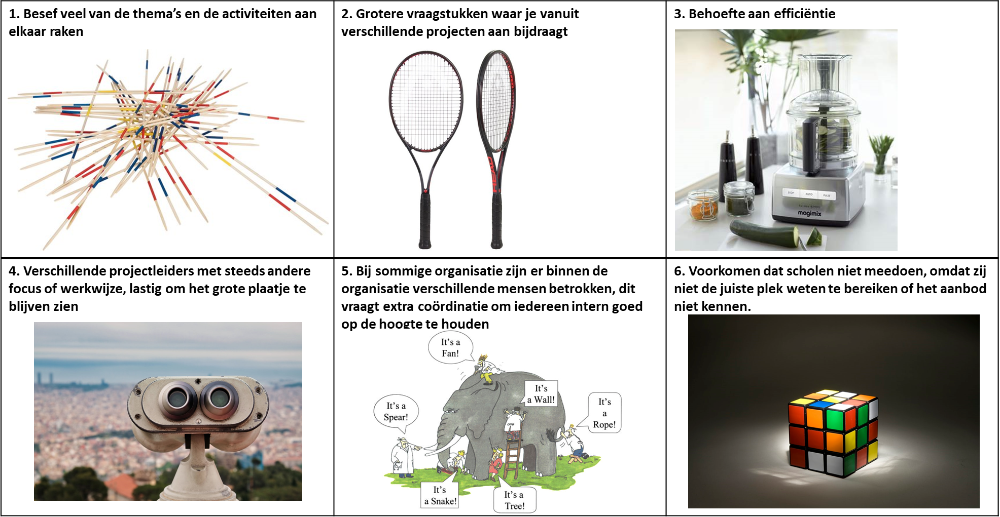 1. Besef veel van de thema's en de activiteiten aan
elkaar raken
2. Grotere vraagstukken waar je vanuit
verschillende projecten aan bijdraagt
HEAD
3. Behoefte aan efficiëntie
STOP
AUTO
PULSE
magimix
4. Verschillende projectleiders met steeds andere
focus of werkwijze, lastig om het grote plaatje te
blijven zien
5. Bij sommige organisatie zijn er binnen de
organisatie verschillende mensen betrokken, dit
vraagt extra coördinatie om iedereen intern goed
op de hoogte te houden
It's a
Fan!
It's
a Wall!
It's a
Spear!
It's
a
Rope!
It's
a Snake!
It's a
Tree!
6. Voorkomen dat scholen niet meedoen, omdat zij
niet de juiste plek weten te bereiken of het aanbod
niet kennen.